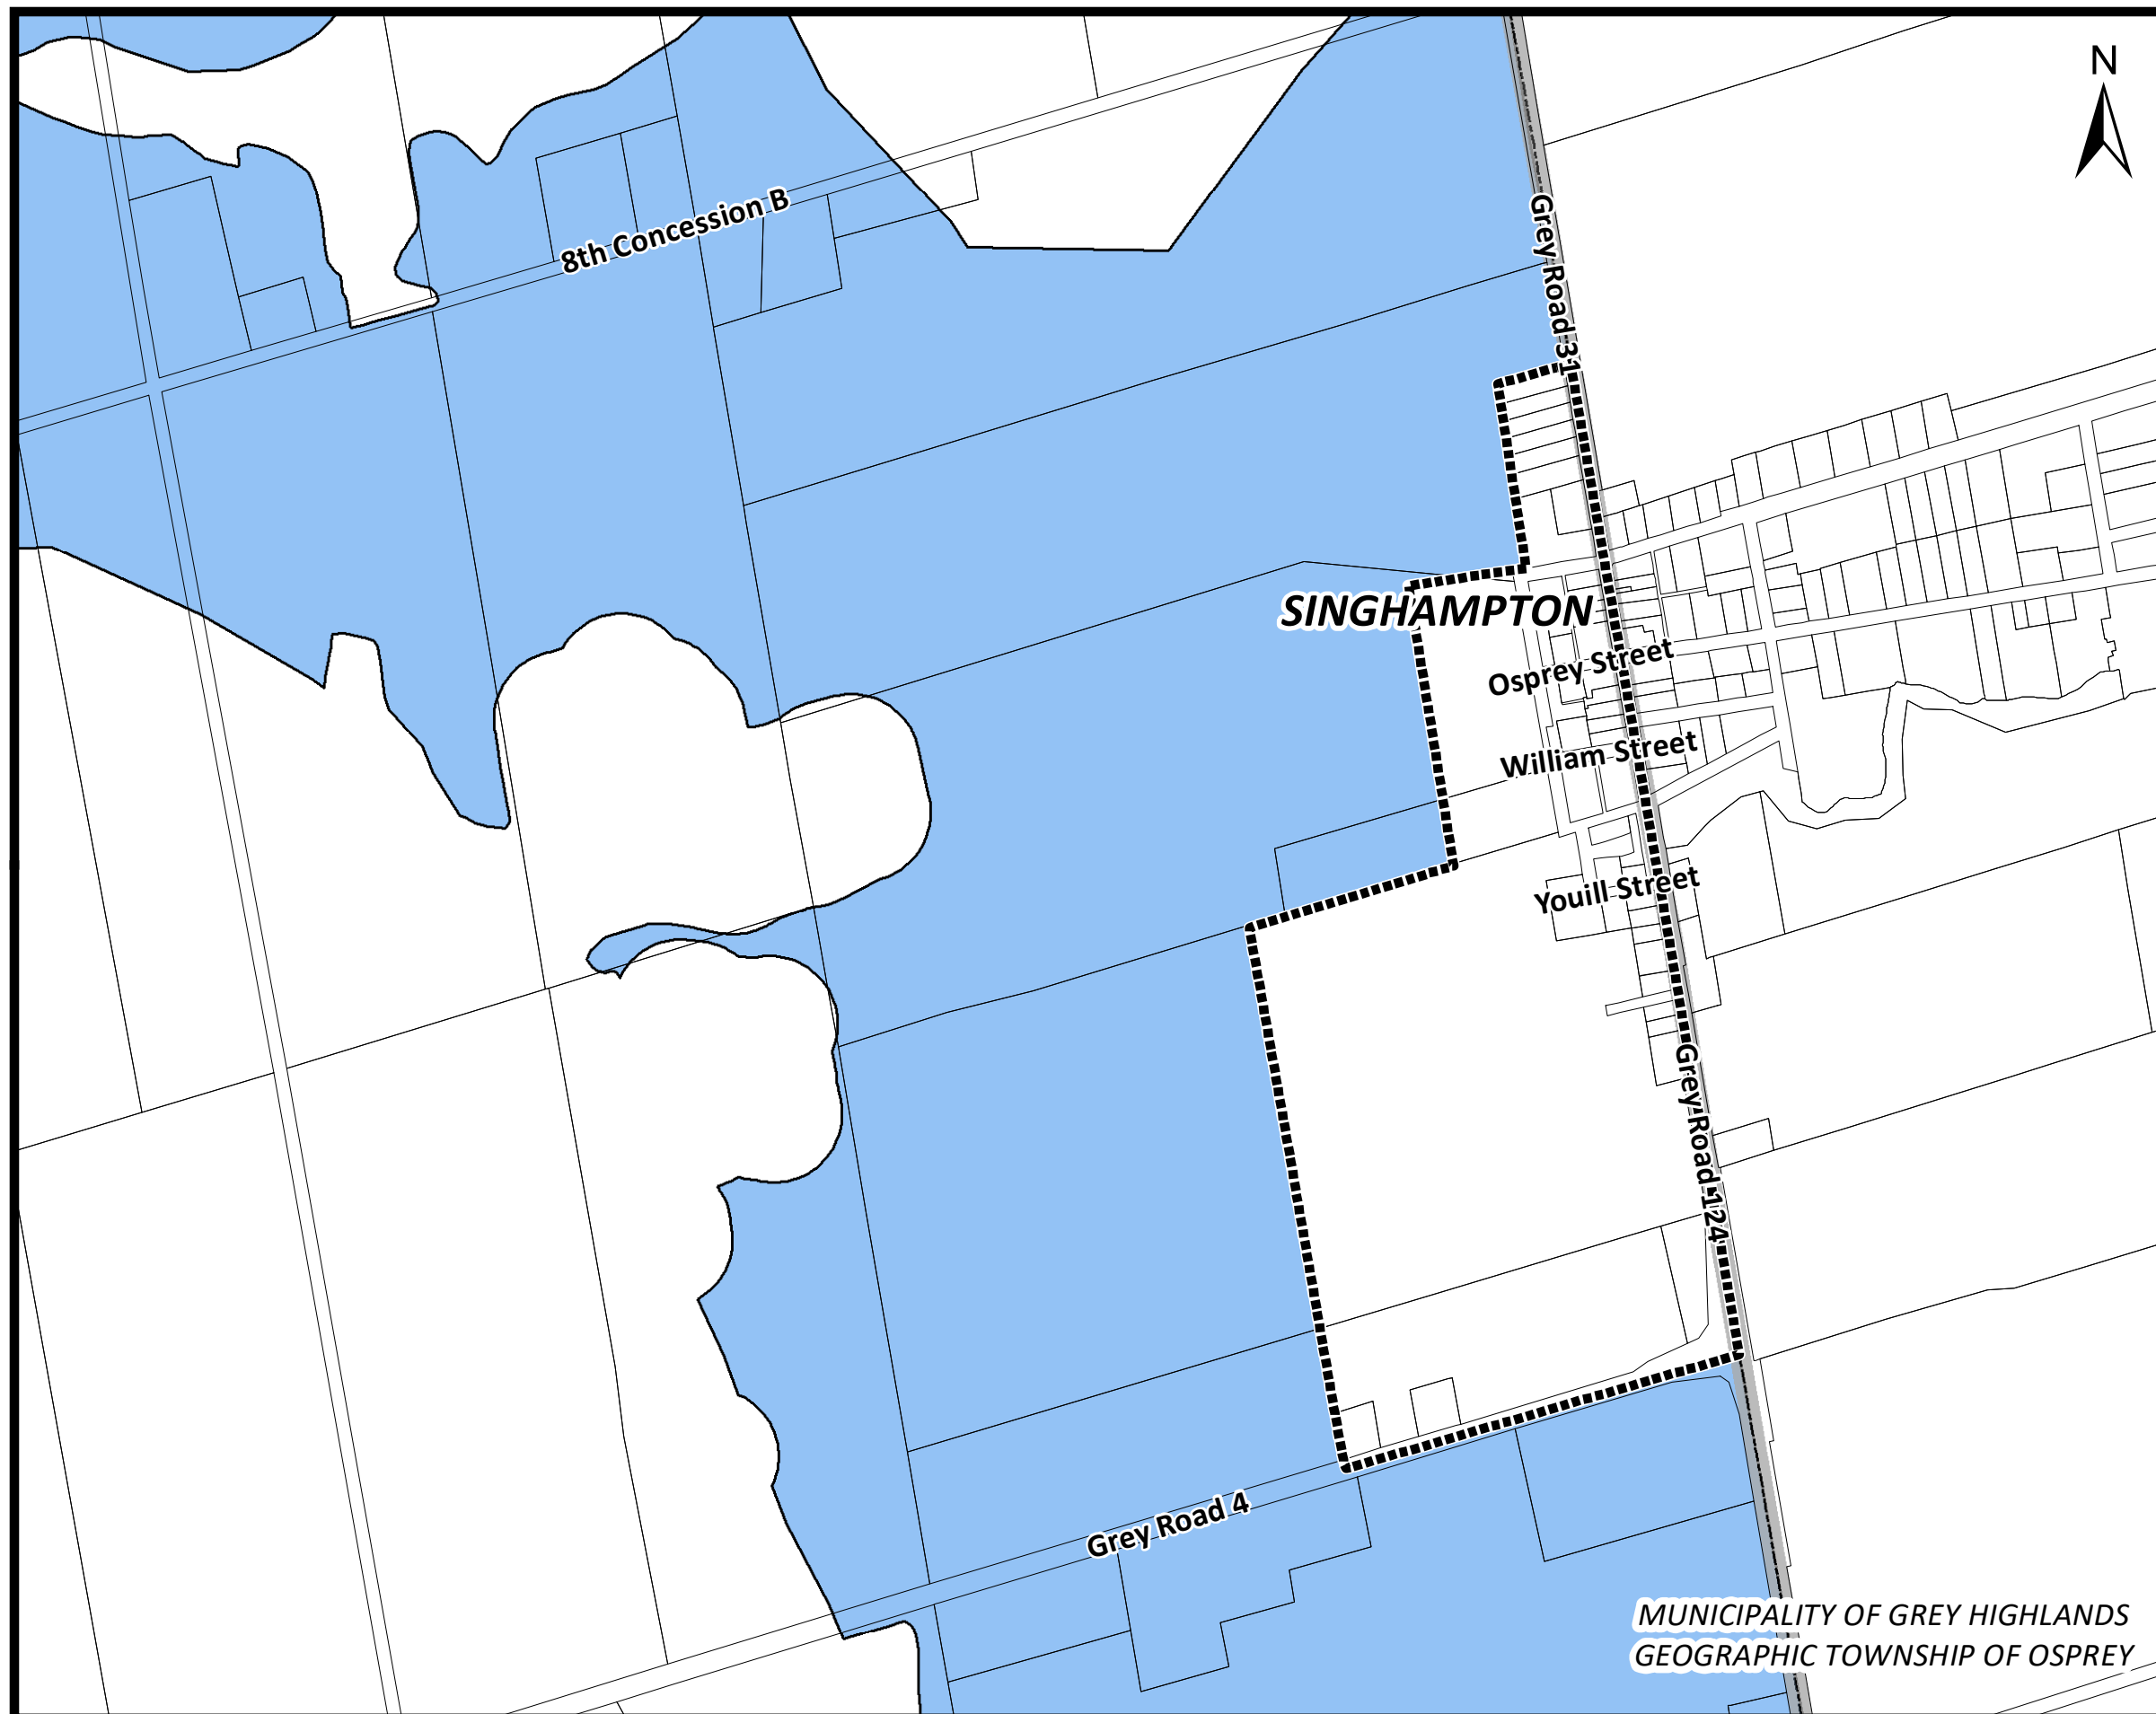 N
8th Concession B
Grey Road 31
SINGHAMPTON
Osprey Street
William Street
Youill Street
Grey Road 124
Grey Road 4
MUNICIPALITY OF GREY HIGHLANDS
GEOGRAPHIC TOWNSHIP OF OSPREY